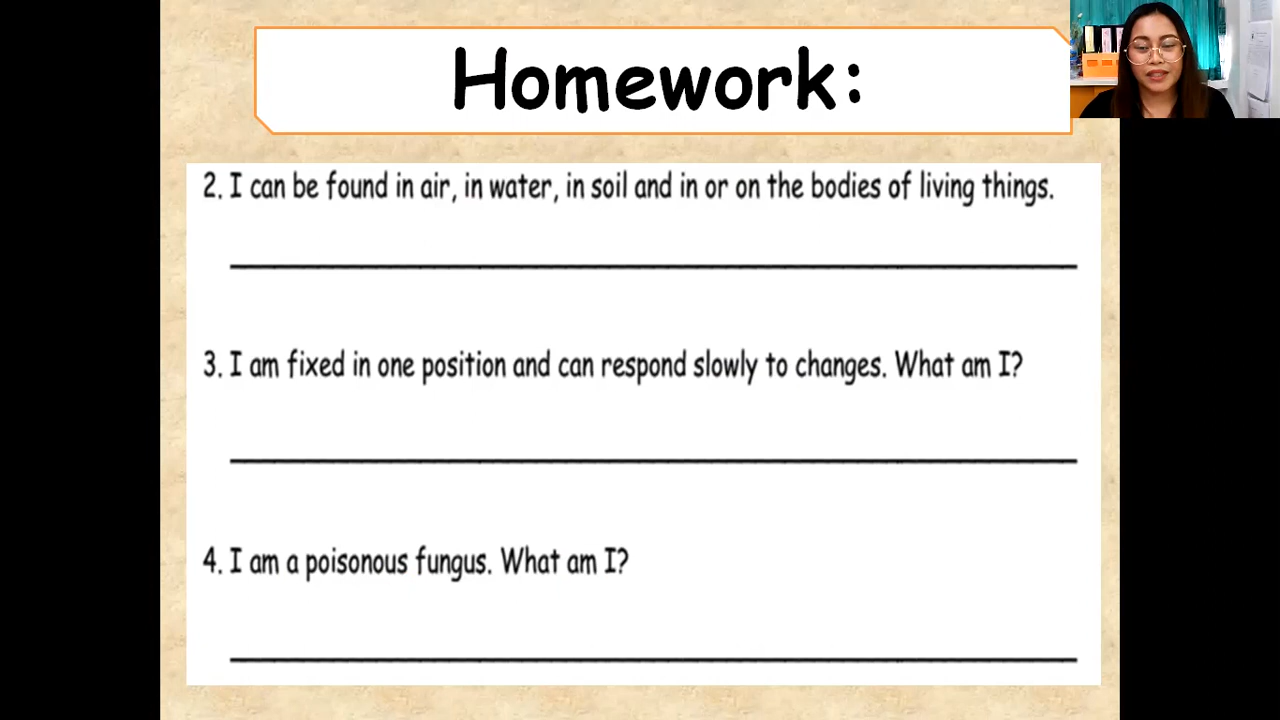 Homework:
2. I can be found in air, in water, in soil and in or on the bodies of living things.
3. I am fixed in one position and can respond slowly to changes. What am I?
4. I am a poisonous fungus. What am I?